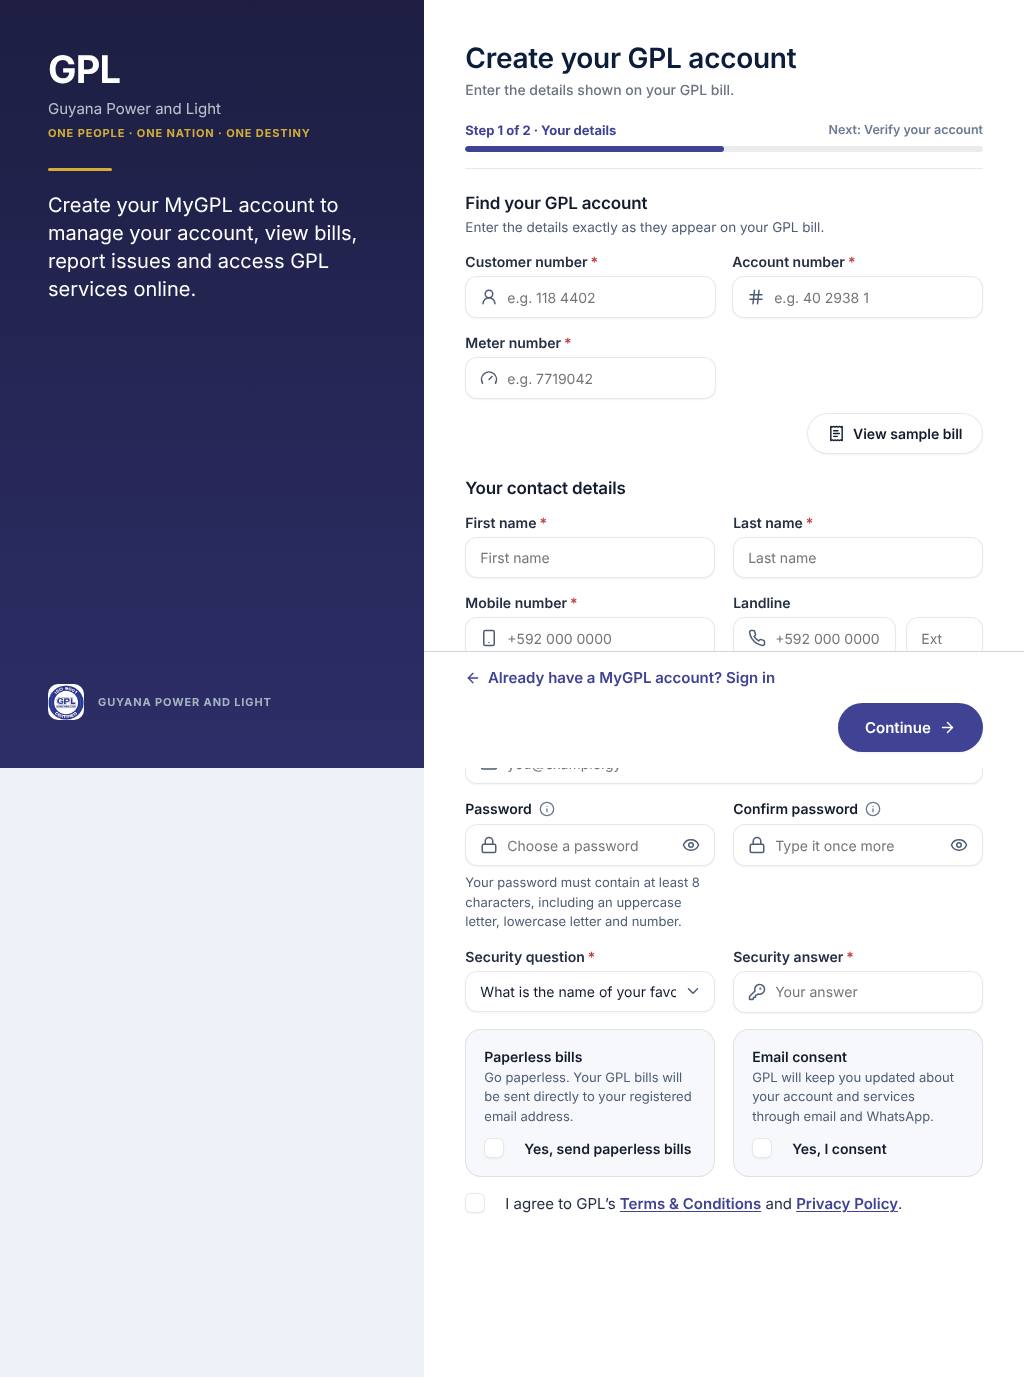 GPL
Guyana Power and Light
ONE PEOPLE · ONE NATION · ONE DESTINY
Create your MyGPL account to
manage your account, view bills,
report issues and access GPL
services online.
GPL
GUYANA POWER AND LIGHT
Create your GPL account
Enter the details shown on your GPL bill.
Step 1 of 2 · Your details
Next: Verify your account
Find your GPL account
Enter the details exactly as they appear on your GPL bill.
Customer number *
Account number *
e.g. 118 4402
e.g. 40 2938 1
Meter number *
e.g. 7719042
View sample bill
Your contact details
First name *
Last name *
First name
Last name
Mobile number *
Landline
+592 000 0000
+592 000 0000
Ext
← Already have a MyGPL account? Sign in
Continue →
Password
Confirm password
Choose a password
Type it once more
Your password must contain at least 8
characters, including an uppercase
letter, lowercase letter and number.
Security question *
Security answer *
What is the name of your favo
Your answer
Paperless bills
Go paperless. Your GPL bills will
be sent directly to your registered
email address.
Yes, send paperless bills
Email consent
GPL will keep you updated about
your account and services
through email and WhatsApp.
Yes, I consent
I agree to GPL’s Terms & Conditions and Privacy Policy.